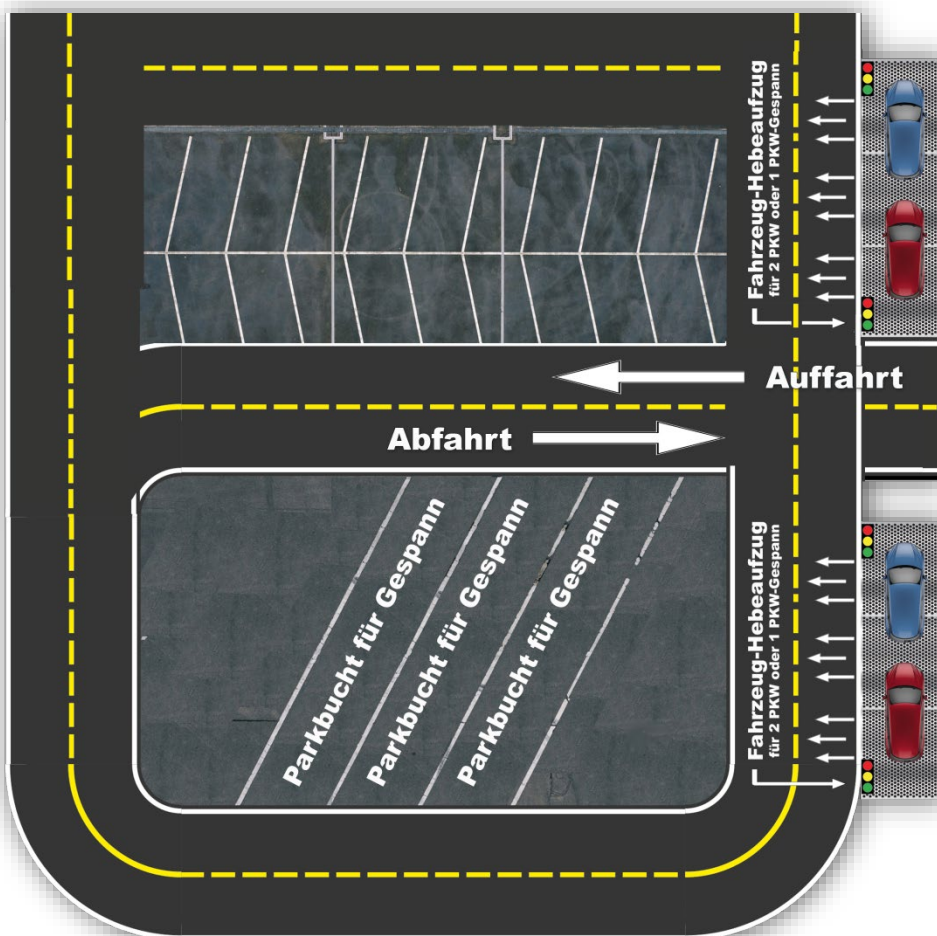 Fahrzeug-Hebeaufzug
für 2 PKW oder 1 PKW-Gespann
Auffahrt
Abfahrt
Parkbucht für Gespann
Parkbucht für Gespann
Parkbucht für Gespann
Fahrzeug-Hebeaufzug
für 2 PKW oder 1 PKW-Gespann